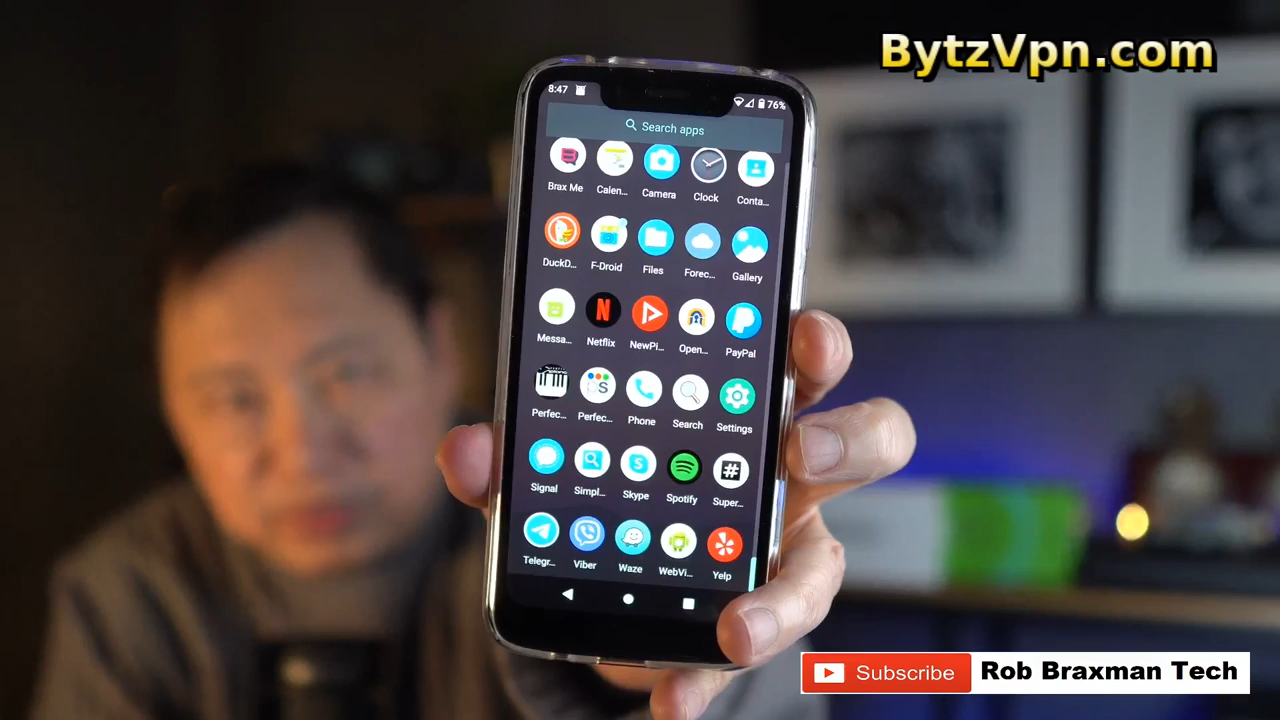 BytzVpn.com
8:47
76%
Search apps
Brax Me Calen... Camera Clock Conta...
DuckD... F-Droid Files Forec... Gallery
Messa... Netflix NewPi... Open... PayPal
Perfec... Perfec... Phone Search Settings
Signal Simpl... Skype Spotify Super...
Telegr... Viber Waze WebVi... Yelp
Subscribe Rob Braxman Tech